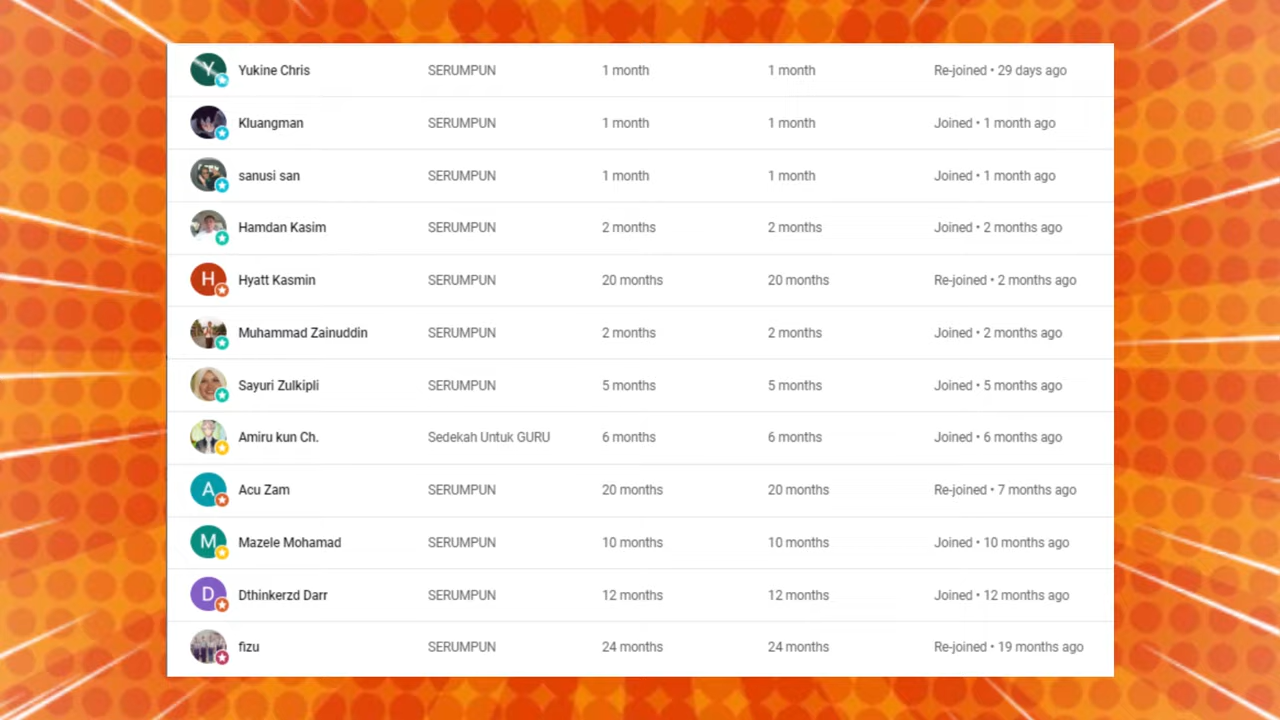 Y Yukine Chris SERUMPUN 1 month 1 month Re-joined • 29 days ago
Kluangman SERUMPUN 1 month 1 month Joined • 1 month ago
sanusi san SERUMPUN 1 month 1 month Joined • 1 month ago
Hamdan Kasim SERUMPUN 2 months 2 months Joined • 2 months ago
H Hyatt Kasmin SERUMPUN 20 months 20 months Re-joined • 2 months ago
Muhammad Zainuddin SERUMPUN 2 months 2 months Joined • 2 months ago
Sayuri Zulkipli SERUMPUN 5 months 5 months Joined • 5 months ago
Amiru kun Ch. Sedekah Untuk GURU 6 months 6 months Joined • 6 months ago
A Acu Zam SERUMPUN 20 months 20 months Re-joined • 7 months ago
M Mazele Mohamad SERUMPUN 10 months 10 months Joined • 10 months ago
D Dthinkerzd Darr SERUMPUN 12 months 12 months Joined • 12 months ago
fizu SERUMPUN 24 months 24 months Re-joined • 19 months ago